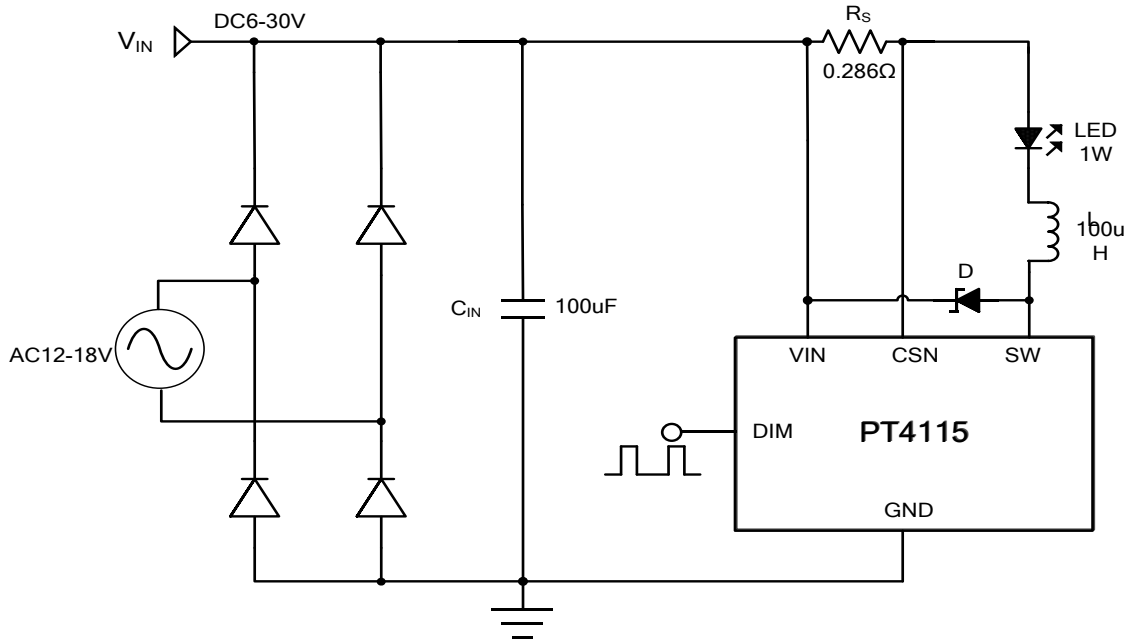 DC6-30V
VIN
RS
0.286Ω
LED
1W
L
100u
H
D
CIN
100uF
AC12-18V
VIN
CSN
SW
DIM
PT4115
GND